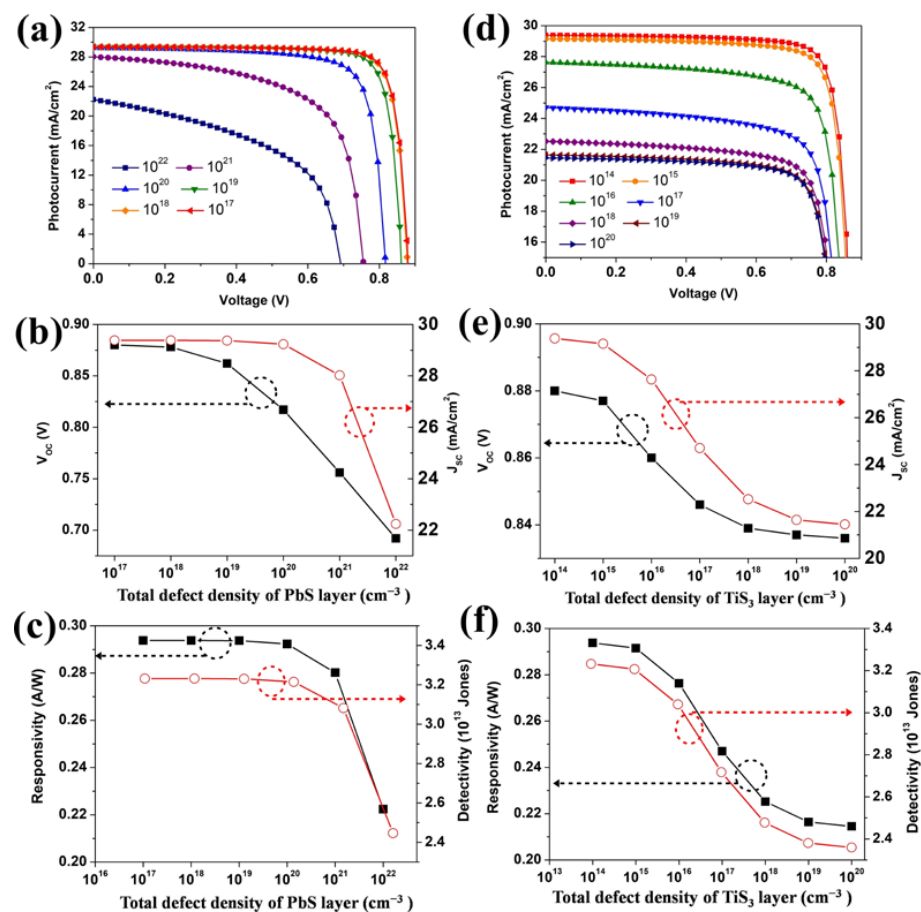 (a)
Photocurrrent (mA/cm²)
32
28
24
20
16
12
8
4
0
10²² 10²¹
10²⁰ 10¹⁹
10¹⁸ 10¹⁷
0.0 0.2 0.4 0.6 0.8
Voltage (V)
(d)
Photocurrent (mA/cm²)
30
28
26
24
22
20
18
16
10¹⁴ 10¹⁵
10¹⁶ 10¹⁷
10¹⁸ 10¹⁹
10²⁰
0.0 0.2 0.4 0.6 0.8
Voltage (V)
(b)
V_OC (V)
0.90
0.85
0.80
0.75
0.70
30
28
26
24
22
J_SC (mA/cm²)
10¹⁷ 10¹⁸ 10¹⁹ 10²⁰ 10²¹ 10²²
Total defect density of PbS layer (cm⁻³)
(e)
V_OC (V)
0.90
0.88
0.86
0.84
30
28
26
24
22
20
J_SC (mA/cm²)
10¹⁴ 10¹⁵ 10¹⁶ 10¹⁷ 10¹⁸ 10¹⁹ 10²⁰
Total defect density of TiS₃ layer (cm⁻³)
(c)
Responsivity (A/W)
0.30
0.28
0.26
0.24
0.22
0.20
3.4
3.2
3.0
2.8
2.6
2.4
Detectivity (10¹³ Jones)
10¹⁶ 10¹⁷ 10¹⁸ 10¹⁹ 10²⁰ 10²¹ 10²²
Total defect density of PbS layer (cm⁻³)
(f)
Responsivity (A/W)
0.30
0.28
0.26
0.24
0.22
0.20
3.3
3.0
2.7
2.4
Detectivity (10¹³ Jones)
10¹³ 10¹⁴ 10¹⁵ 10¹⁶ 10¹⁷ 10¹⁸ 10¹⁹ 10²⁰
Total defect density of TiS₃ layer (cm⁻³)